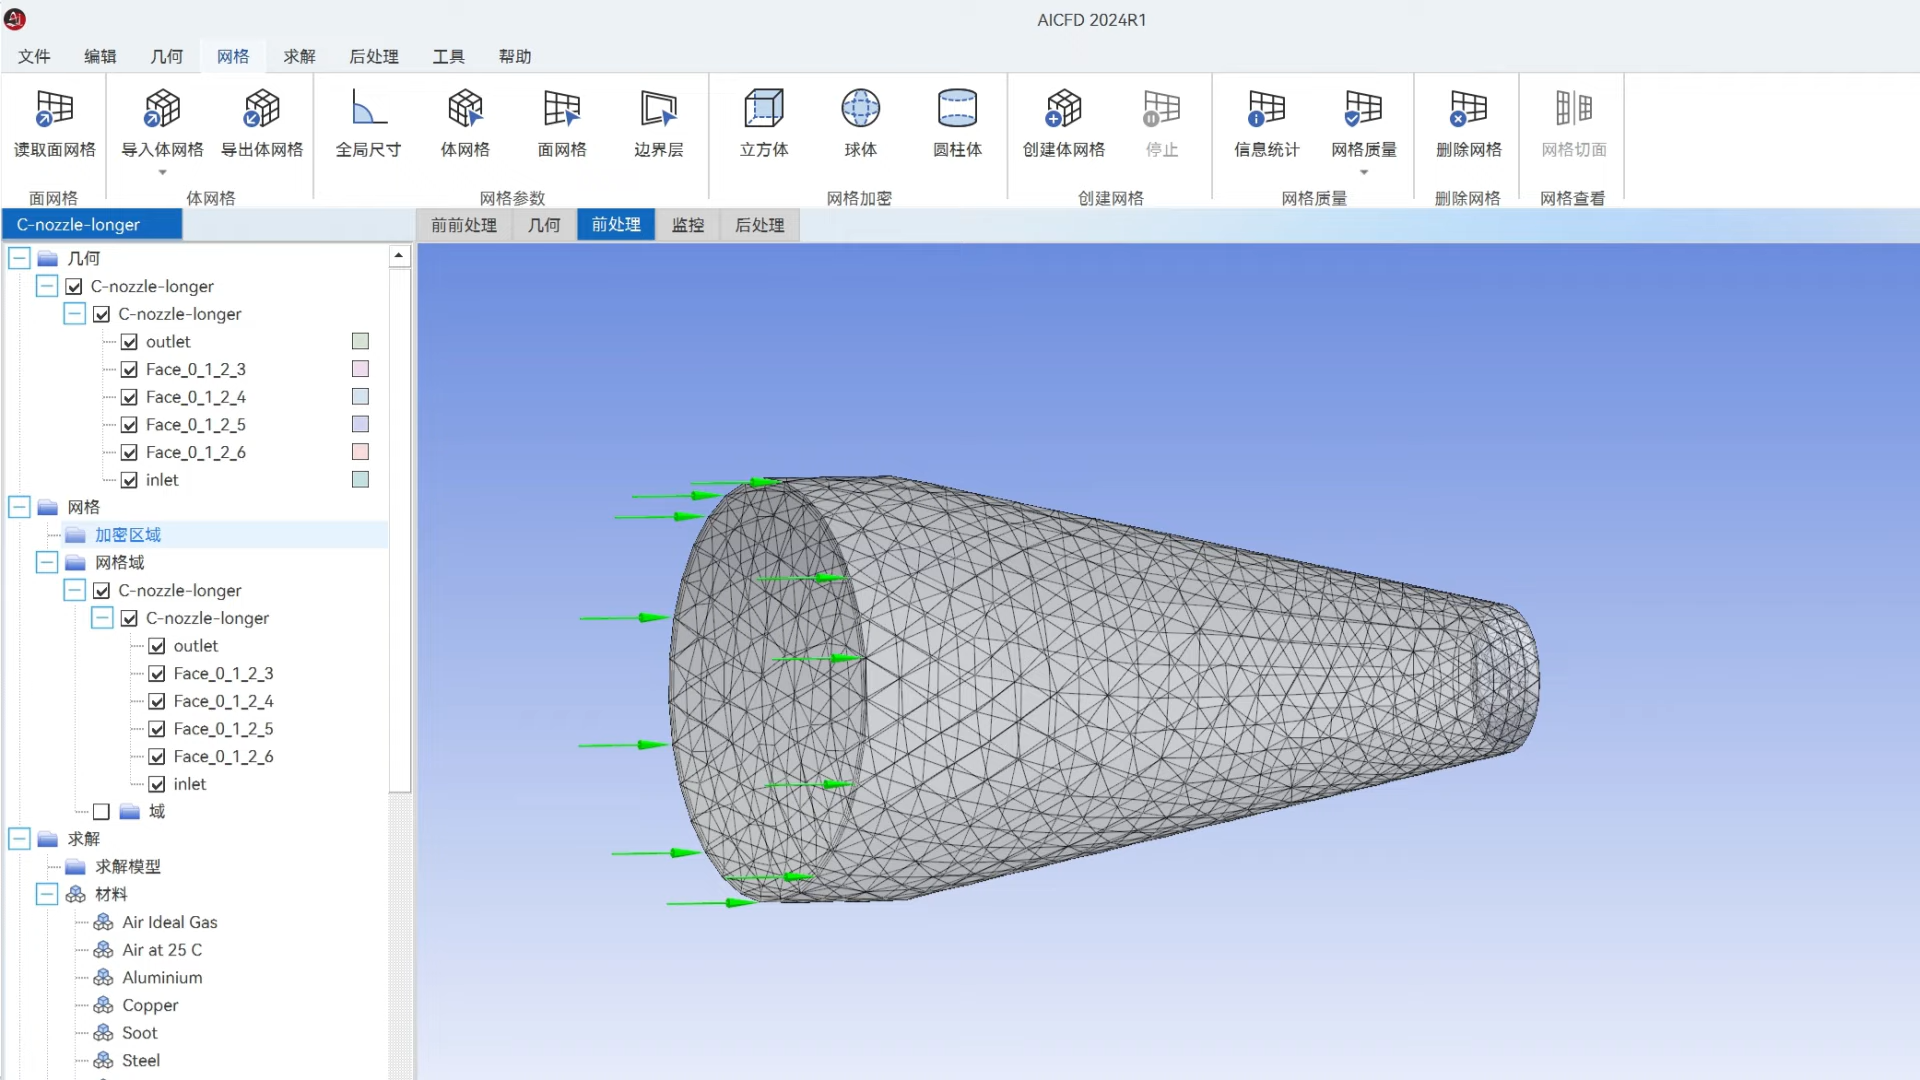 AICFD 2024R1
文件 编辑 几何 网格 求解 后处理 工具 帮助
读取面网格 导入体网格 导出体网格 全局尺寸 体网格 面网格 边界层 立方体 球体 圆柱体 创建体网格 停止 信息统计 网格质量 删除网格 网格切面
面网格 体网格 网格参数 网格加密 创建网格 网格质量 删除网格 网格查看
C-nozzle-longer 前前处理 几何 前处理 监控 后处理
几何
C-nozzle-longer
C-nozzle-longer
outlet
Face_0_1_2_3
Face_0_1_2_4
Face_0_1_2_5
Face_0_1_2_6
inlet
网格
加密区域
网格域
C-nozzle-longer
C-nozzle-longer
outlet
Face_0_1_2_3
Face_0_1_2_4
Face_0_1_2_5
Face_0_1_2_6
inlet
域
求解
求解模型
材料
Air Ideal Gas
Air at 25 C
Aluminium
Copper
Soot
Steel